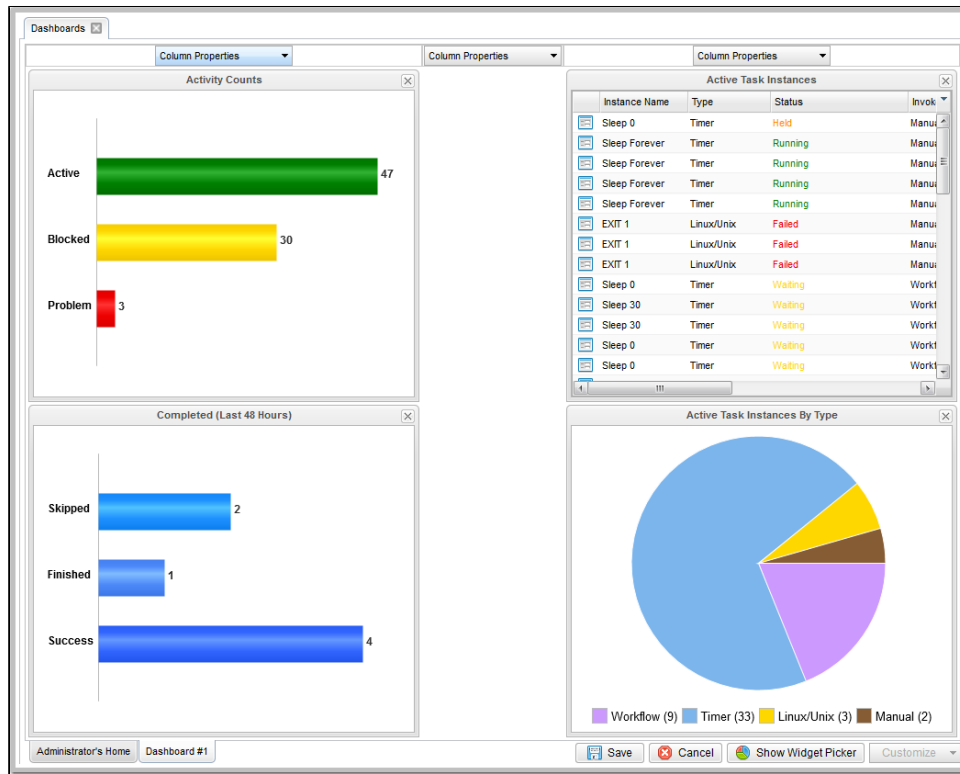 Dashboards
Column Properties Column Properties Column Properties
Activity Counts
Active 47
Blocked 30
Problem 3
Active Task Instances
Instance Name Type Status Invok
Sleep 0 Timer Held Manu
Sleep Forever Timer Running Manu
Sleep Forever Timer Running Manu
Sleep Forever Timer Running Manu
Sleep Forever Timer Running Manu
EXIT 1 Linux/Unix Failed Manu
EXIT 1 Linux/Unix Failed Manu
EXIT 1 Linux/Unix Failed Manu
Sleep 0 Timer Waiting Workf
Sleep 30 Timer Waiting Workf
Sleep 30 Timer Waiting Workf
Sleep 0 Timer Waiting Workf
Sleep 0 Timer Waiting Workf
Completed (Last 48 Hours)
Skipped 2
Finished 1
Success 4
Active Task Instances By Type
Workflow (9) Timer (33) Linux/Unix (3) Manual (2)
Administrator's Home Dashboard #1 Save Cancel Show Widget Picker Customize